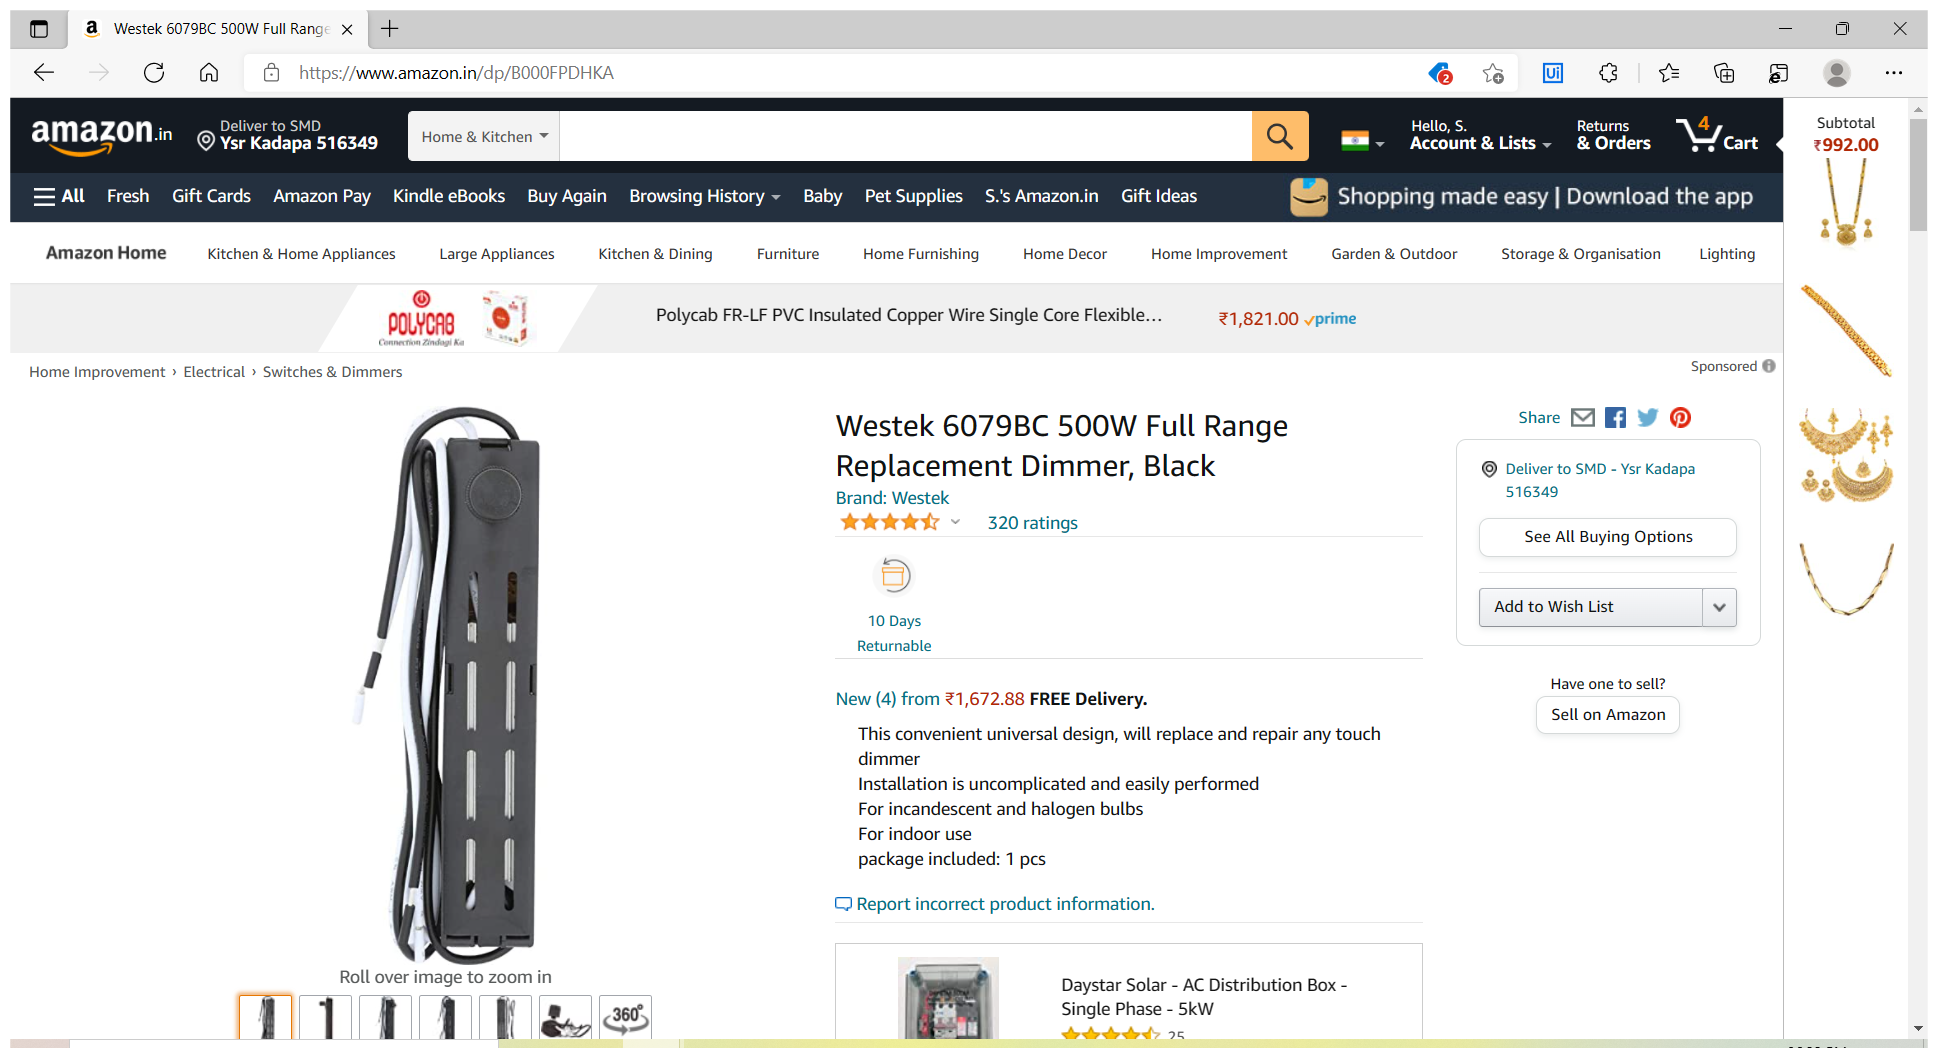 Westek 6079BC 500W Full Range
https://www.amazon.in/dp/B000FPDHKA
2
Ui
amazon.in
Deliver to SMD
Ysr Kadapa 516349
Home & Kitchen
Hello, S.
Account & Lists
Returns
& Orders
4
Cart
Subtotal
₹992.00
All
Fresh
Gift Cards
Amazon Pay
Kindle eBooks
Buy Again
Browsing History
Baby
Pet Supplies
S.'s Amazon.in
Gift Ideas
Shopping made easy | Download the app
Amazon Home
Kitchen & Home Appliances
Large Appliances
Kitchen & Dining
Furniture
Home Furnishing
Home Decor
Home Improvement
Garden & Outdoor
Storage & Organisation
Lighting
POLYCAB
Connection Zindagi Ka
Polycab FR-LF PVC Insulated Copper Wire Single Core Flexible...
₹1,821.00 prime
Sponsored
Home Improvement › Electrical › Switches & Dimmers
Westek 6079BC 500W Full Range
Replacement Dimmer, Black
Brand: Westek
320 ratings
10 Days
Returnable
New (4) from ₹1,672.88 FREE Delivery.
This convenient universal design, will replace and repair any touch
dimmer
Installation is uncomplicated and easily performed
For incandescent and halogen bulbs
For indoor use
package included: 1 pcs
Report incorrect product information.
Share
Deliver to SMD - Ysr Kadapa
516349
See All Buying Options
Add to Wish List
Have one to sell?
Sell on Amazon
Roll over image to zoom in
360°
Daystar Solar - AC Distribution Box -
Single Phase - 5kW
25